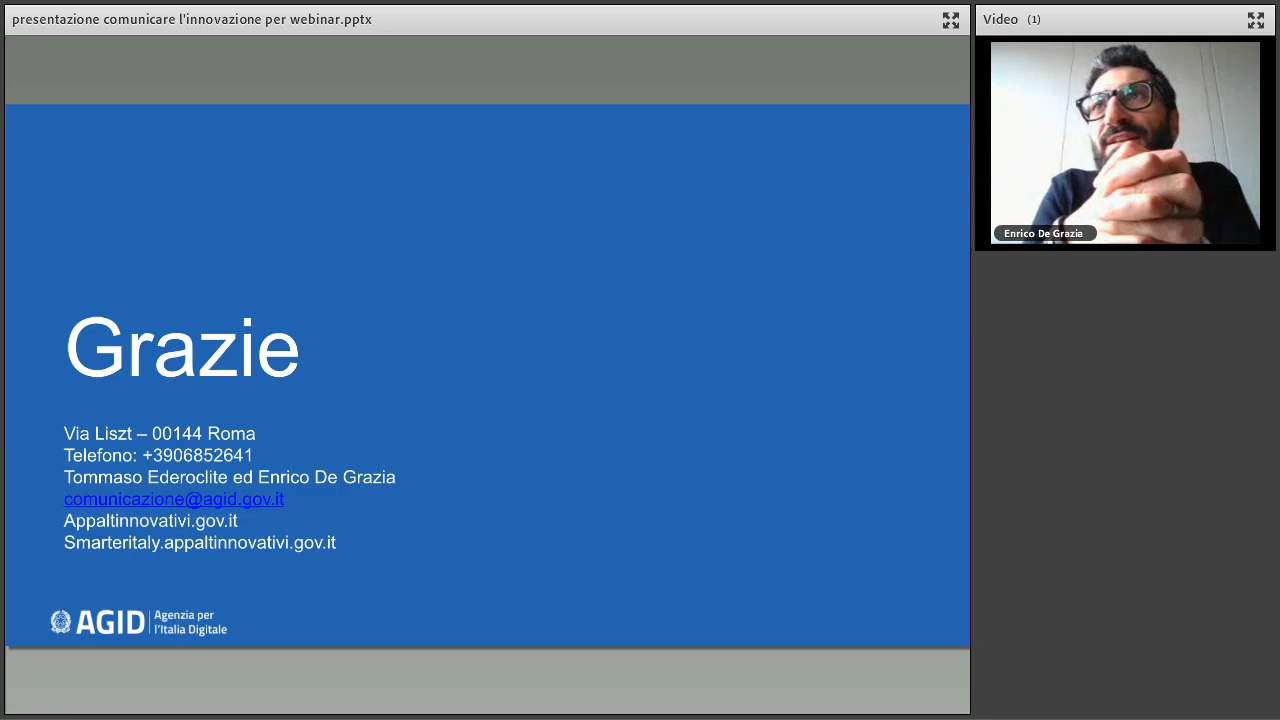 presentazione comunicare l'innovazione per webinar.pptx
Video (1)
Enrico De Grazia
Grazie
Via Liszt – 00144 Roma
Telefono: +3906852641
Tommaso Ederoclite ed Enrico De Grazia
comunicazione@agid.gov.it
Appaltinnovativi.gov.it
Smarteritaly.appaltinnovativi.gov.it
AGID
Agenzia per
l'Italia Digitale